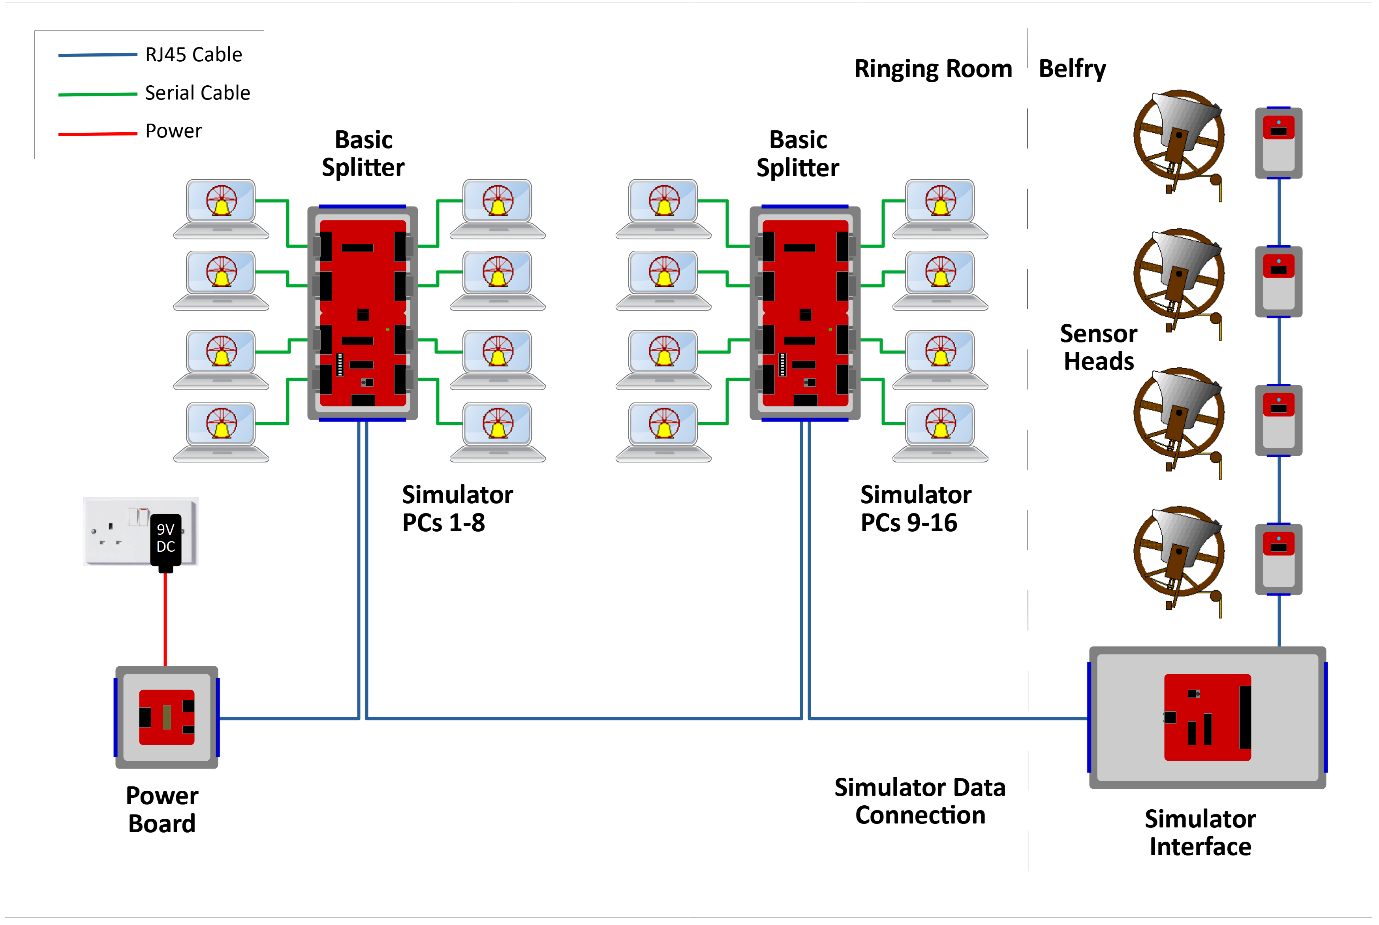 RJ45 Cable
Serial Cable
Power
Ringing Room
Belfry
Basic
Splitter
Basic
Splitter
Sensor
Heads
Simulator
PCs 1-8
Simulator
PCs 9-16
9V
DC
Power
Board
Simulator Data
Connection
Simulator
Interface